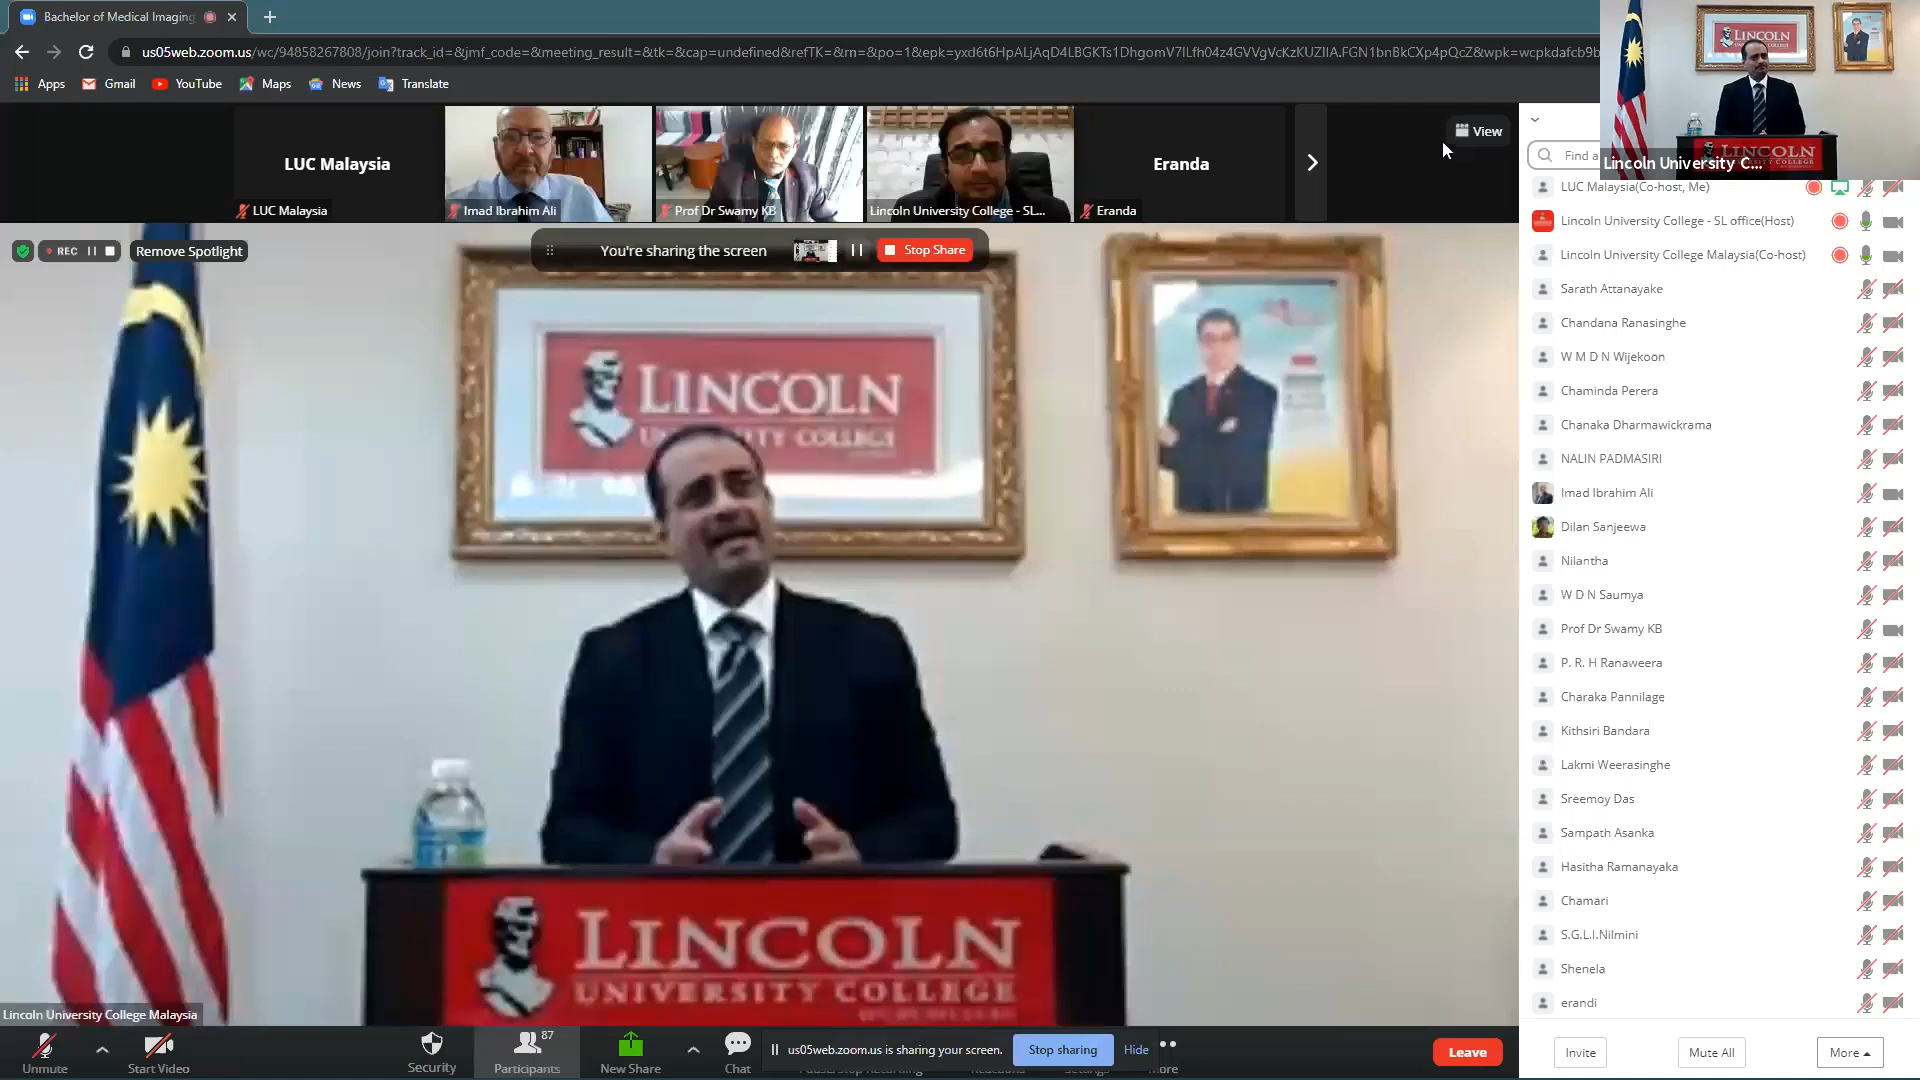 Bachelor of Medical Imaging
us05web.zoom.us/wc/94858267808/join?track_id=&jmf_code=&meeting_result=&tk=&cap=undefined&refTK=&rn=&po=1&epk=
Apps
Gmail
YouTube
Maps
News
Translate
LUC Malaysia
LUC Malaysia
Imad Ibrahim Ali
Prof Dr Swamy KB
Lincoln University College - SL...
Eranda
Eranda
View
LINCOLN
Lincoln University C...
REC
Remove Spotlight
You're sharing the screen
Stop Share
LINCOLN
UNIVERSITY COLLEGE
LINCOLN
UNIVERSITY COLLEGE
Lincoln University College Malaysia
Find a
LUC Malaysia(Co-host, Me)
Lincoln University College - SL office(Host)
Lincoln University College Malaysia(Co-host)
Sarath Attanayake
Chandana Ranasinghe
W M D N Wijekoon
Chaminda Perera
Chanaka Dharmawickrama
NALIN PADMASIRI
Imad Ibrahim Ali
Dilan Sanjeewa
Nilantha
W D N Saumya
Prof Dr Swamy KB
P. R. H Ranaweera
Charaka Pannilage
Kithsiri Bandara
Lakmi Weerasinghe
Sreemoy Das
Sampath Asanka
Hasitha Ramanayaka
Chamari
S.G.L.I.Nilmini
Shenela
erandi
Unmute
Start Video
Security
Participants
87
New Share
Chat
us05web.zoom.us is sharing your screen.
Stop sharing
Hide
Leave
Invite
Mute All
More